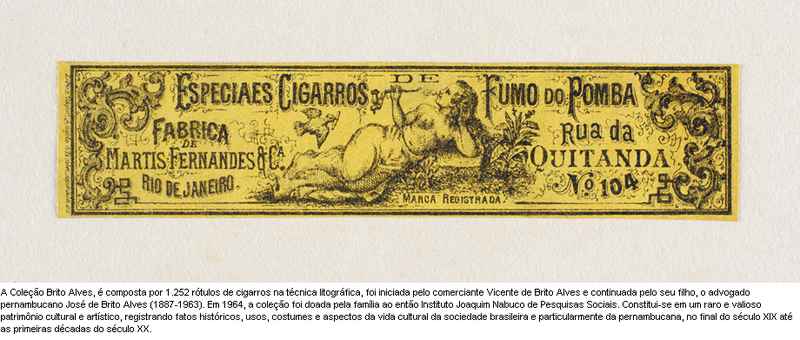 ESPECIAES CIGARROS DE FUMO DO POMBA
FABRICA
DE
MARTIS FERNANDES & CA
RIO DE JANEIRO.
Rua da
QUITANDA
No 104
MARCA REGISTRADA.
A Coleção Brito Alves, é composta por 1.252 rótulos de cigarros na técnica litográfica, foi iniciada pelo comerciante Vicente de Brito Alves e continuada pelo seu filho, o advogado
pernambucano José de Brito Alves (1887-1963). Em 1964, a coleção foi doada pela família ao então Instituto Joaquim Nabuco de Pesquisas Sociais. Constitui-se em um raro e valioso
patrimônio cultural e artístico, registrando fatos históricos, usos, costumes e aspectos da vida cultural da sociedade brasileira e particularmente da pernambucana, no final do século XIX até
as primeiras décadas do século XX.